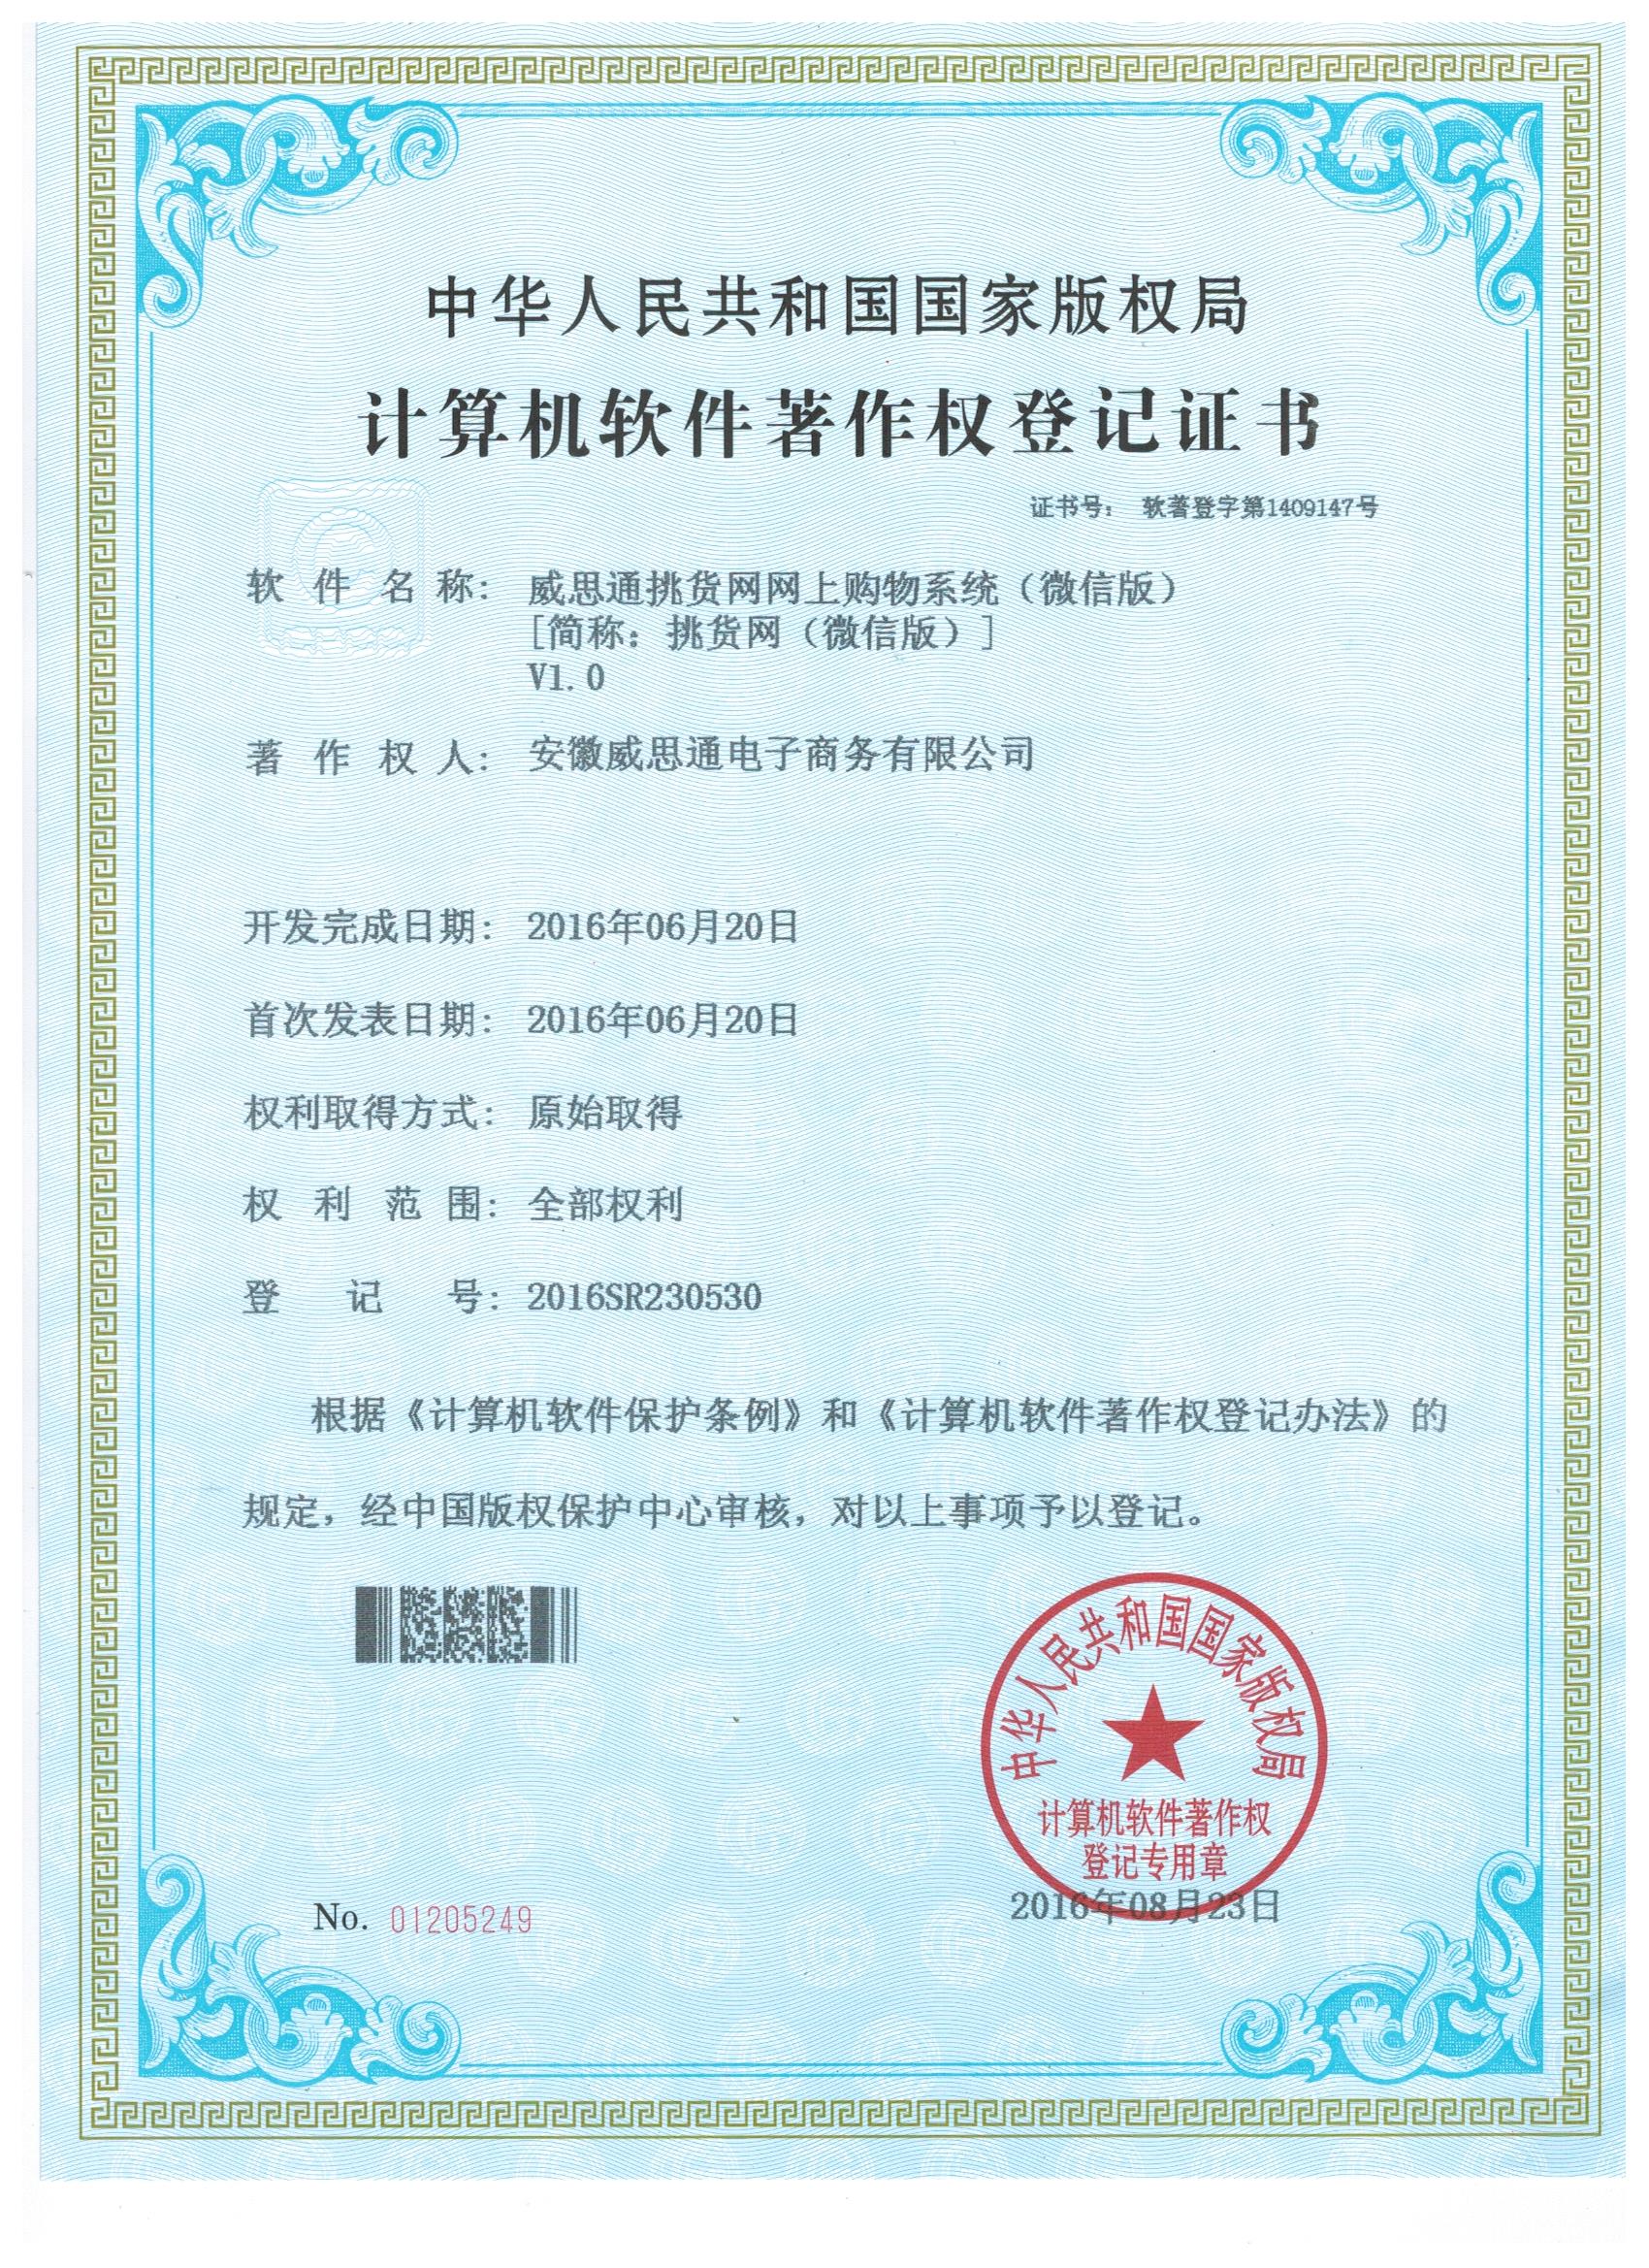 中华人民共和国国家版权局
计算机软件著作权登记证书
证书号： 软著登字第1409147号
软件名称： 威思通挑货网网上购物系统（微信版）
[简称：挑货网（微信版）]
V1.0
著作权人： 安徽威思通电子商务有限公司
开发完成日期： 2016年06月20日
首次发表日期： 2016年06月20日
权利取得方式： 原始取得
权利范围： 全部权利
登记号： 2016SR230530
根据《计算机软件保护条例》和《计算机软件著作权登记办法》的
规定，经中国版权保护中心审核，对以上事项予以登记。
中华人民共和国国家版权局
计算机软件著作权
登记专用章
No. 01205249
2016年08月23日